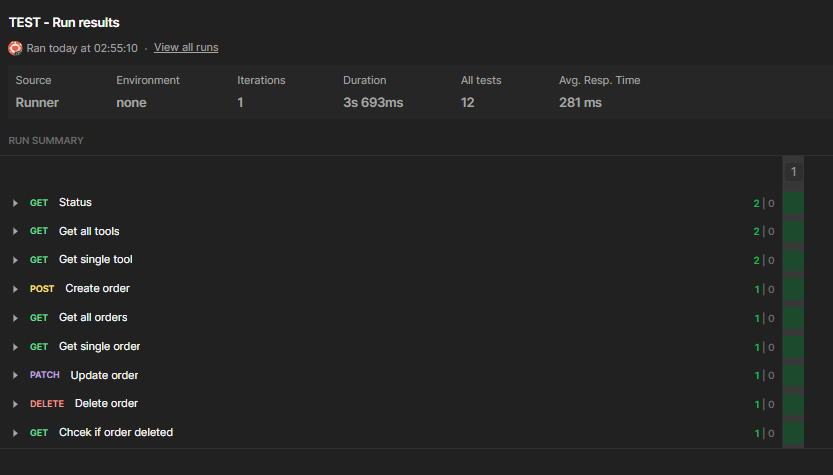 TEST - Run results
Ran today at 02:55:10 · View all runs
Source Environment Iterations Duration All tests Avg. Resp. Time
Runner none 1 3s 693ms 12 281 ms
RUN SUMMARY
1
GET Status 2 | 0
GET Get all tools 2 | 0
GET Get single tool 2 | 0
POST Create order 1 | 0
GET Get all orders 1 | 0
GET Get single order 1 | 0
PATCH Update order 1 | 0
DELETE Delete order 1 | 0
GET Chcek if order deleted 1 | 0